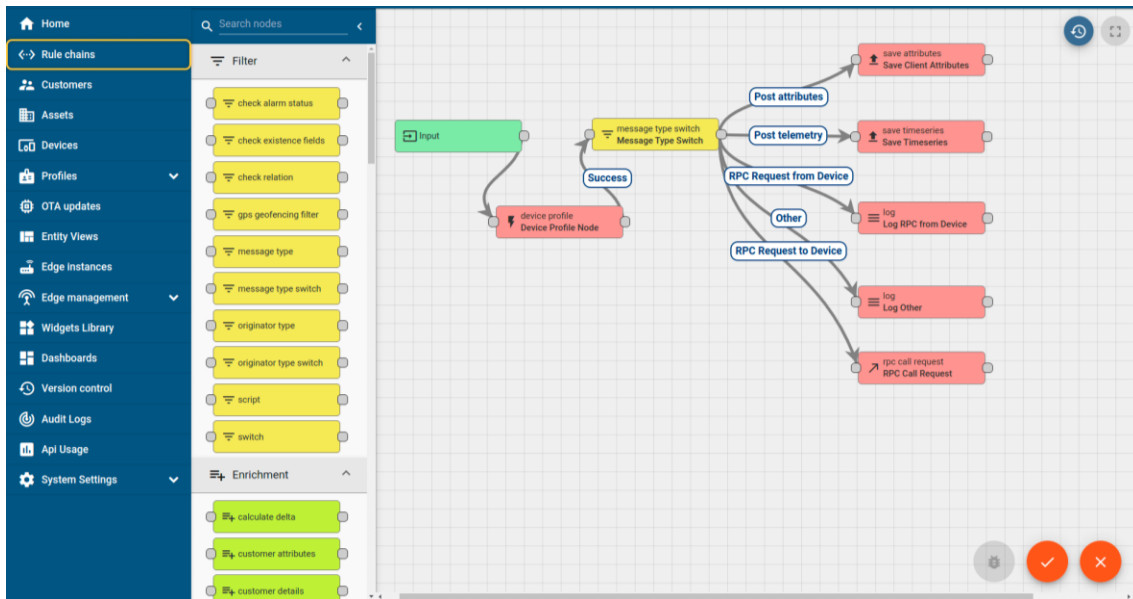 Home
Rule chains
Customers
Assets
Devices
Profiles
OTA updates
Entity Views
Edge instances
Edge management
Widgets Library
Dashboards
Version control
Audit Logs
Api Usage
System Settings
Search nodes
Filter
check alarm status
check existence fields
check relation
gps geofencing filter
message type
message type switch
originator type
originator type switch
script
switch
Enrichment
calculate delta
customer attributes
customer details
Input
device profile
Device Profile Node
Success
message type switch
Message Type Switch
Post attributes
Post telemetry
RPC Request from Device
Other
RPC Request to Device
save attributes
Save Client Attributes
save timeseries
Save Timeseries
log
Log RPC from Device
log
Log Other
rpc call request
RPC Call Request